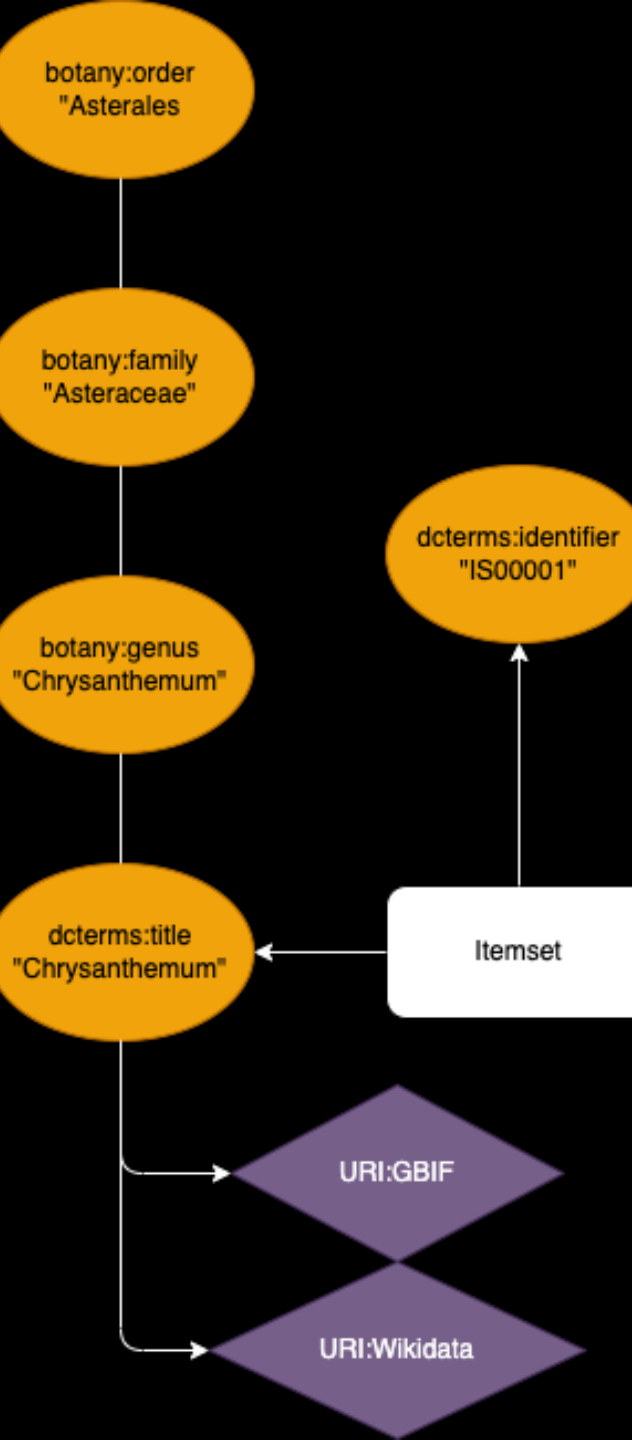 botany:order
"Asterales
botany:family
"Asteraceae"
dcterms:identifier
"IS00001"
botany:genus
"Chrysanthemum"
dcterms:title
"Chrysanthemum"
Itemset
URI:GBIF
URI:Wikidata